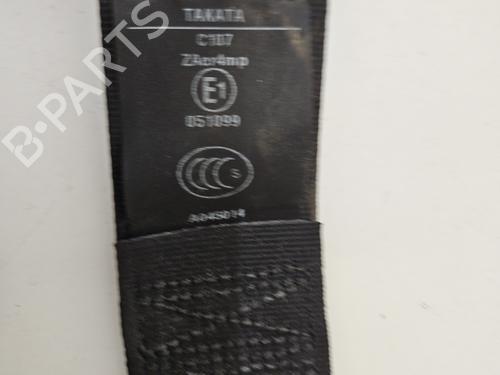 TAKATA
C107
ZAer4mp
E1
051099
CCC S
A045014
B-PARTS